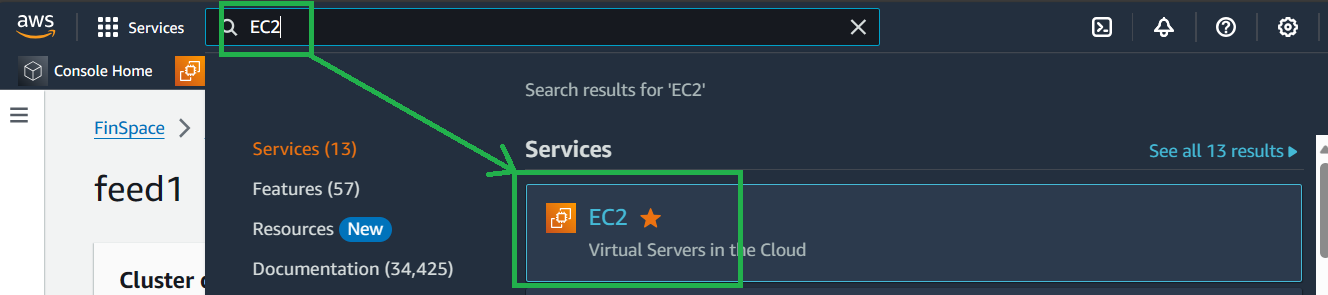 aws
Services
EC2
Console Home
FinSpace
feed1
Cluster
Search results for 'EC2'
Services (13)
Features (57)
Resources New
Documentation (34,425)
Services
See all 13 results
EC2
Virtual Servers in the Cloud